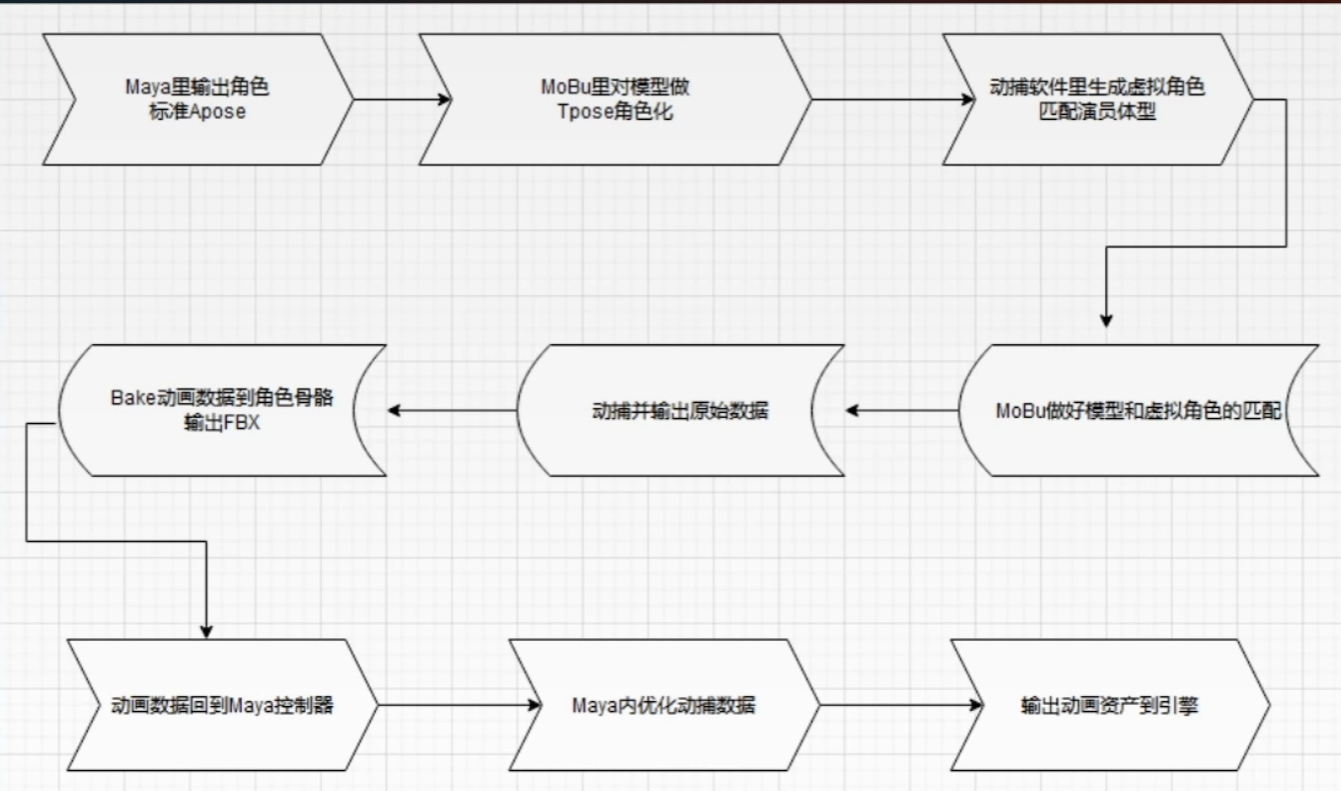 Maya里输出角色
标准Apose
MoBu里对模型做
Tpose角色化
动捕软件里生成虚拟角色
匹配演员体型
MoBu做好模型和虚拟角色的匹配
动捕并输出原始数据
Bake动画数据到角色骨骼
输出FBX
动画数据回到Maya控制器
Maya内优化动捕数据
输出动画资产到引擎